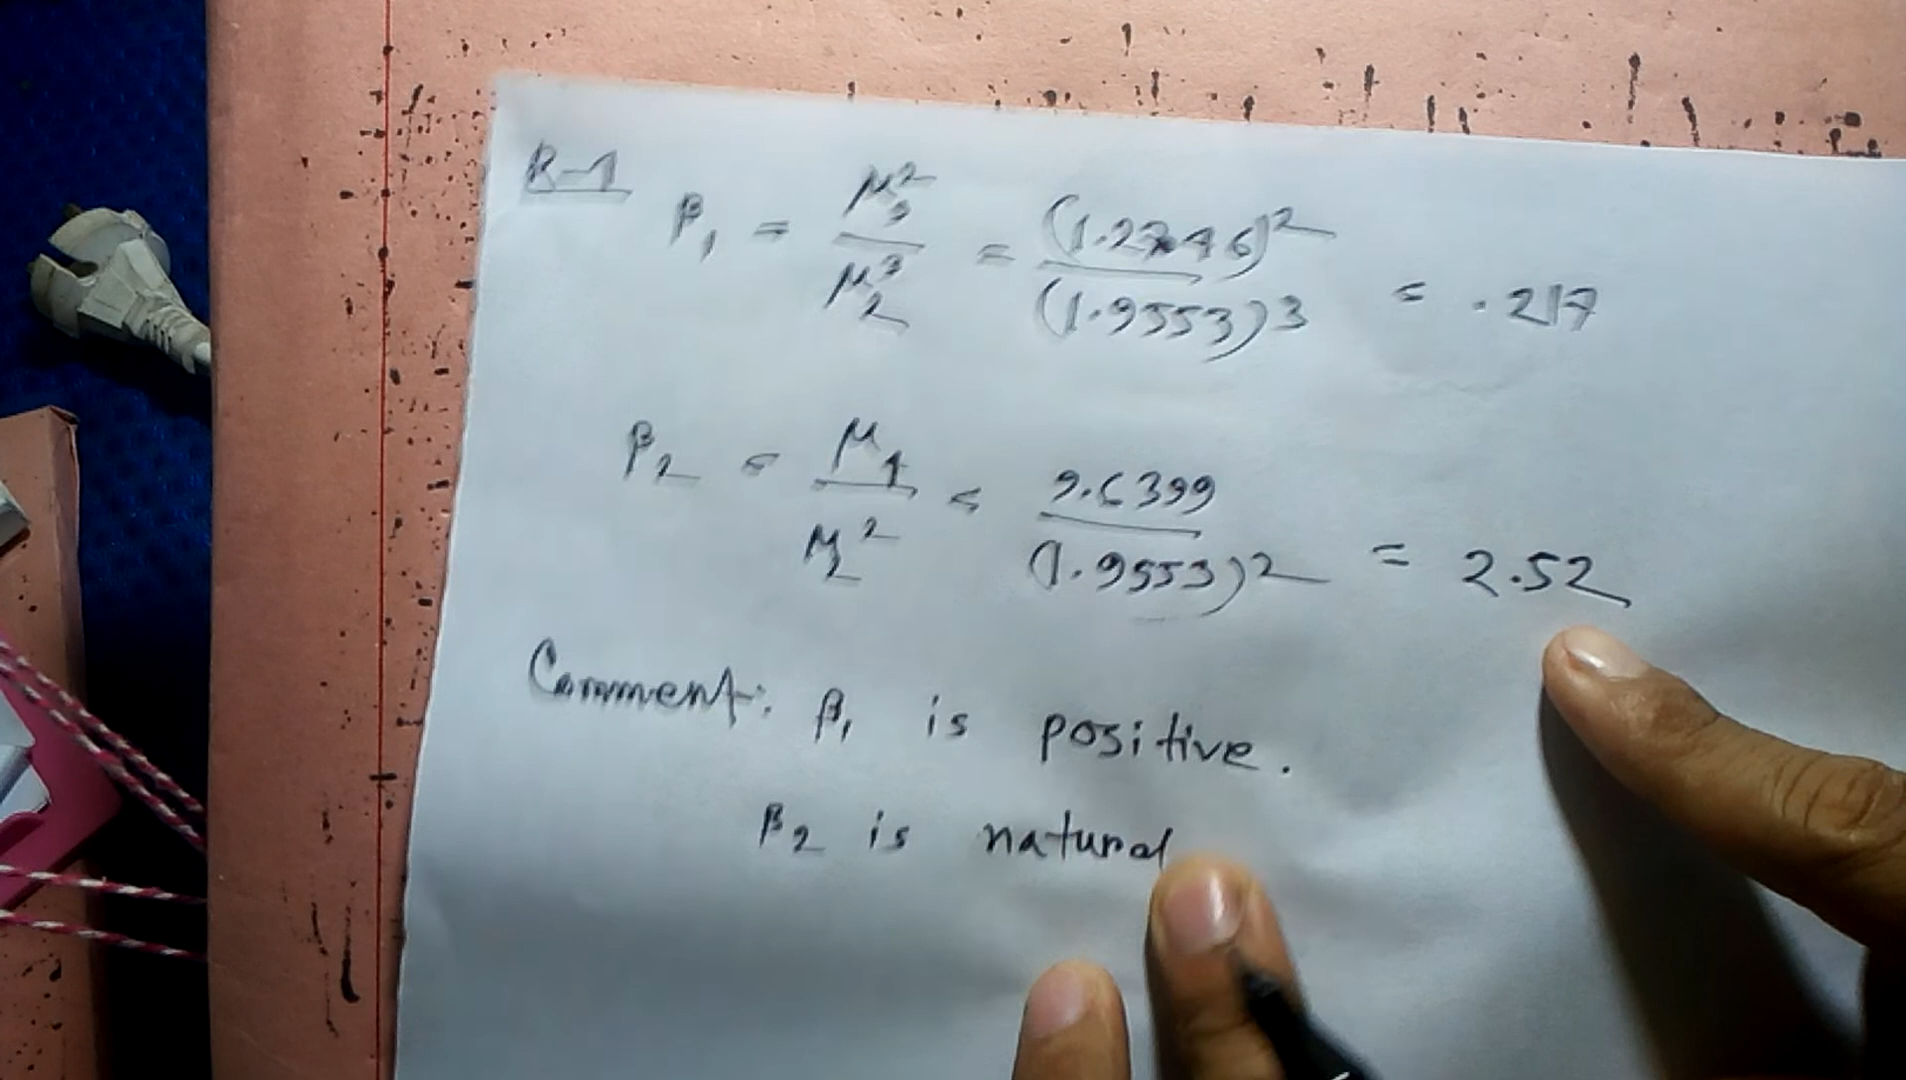 R-1
β₁ = μ₃² / μ₂³ = (1.2746)² / (1.9553)3 = .217
β₂ = μ4 / μ₂² = 9.6399 / (1.9553)2 = 2.52
Comment: β₁ is positive.
β2 is natural